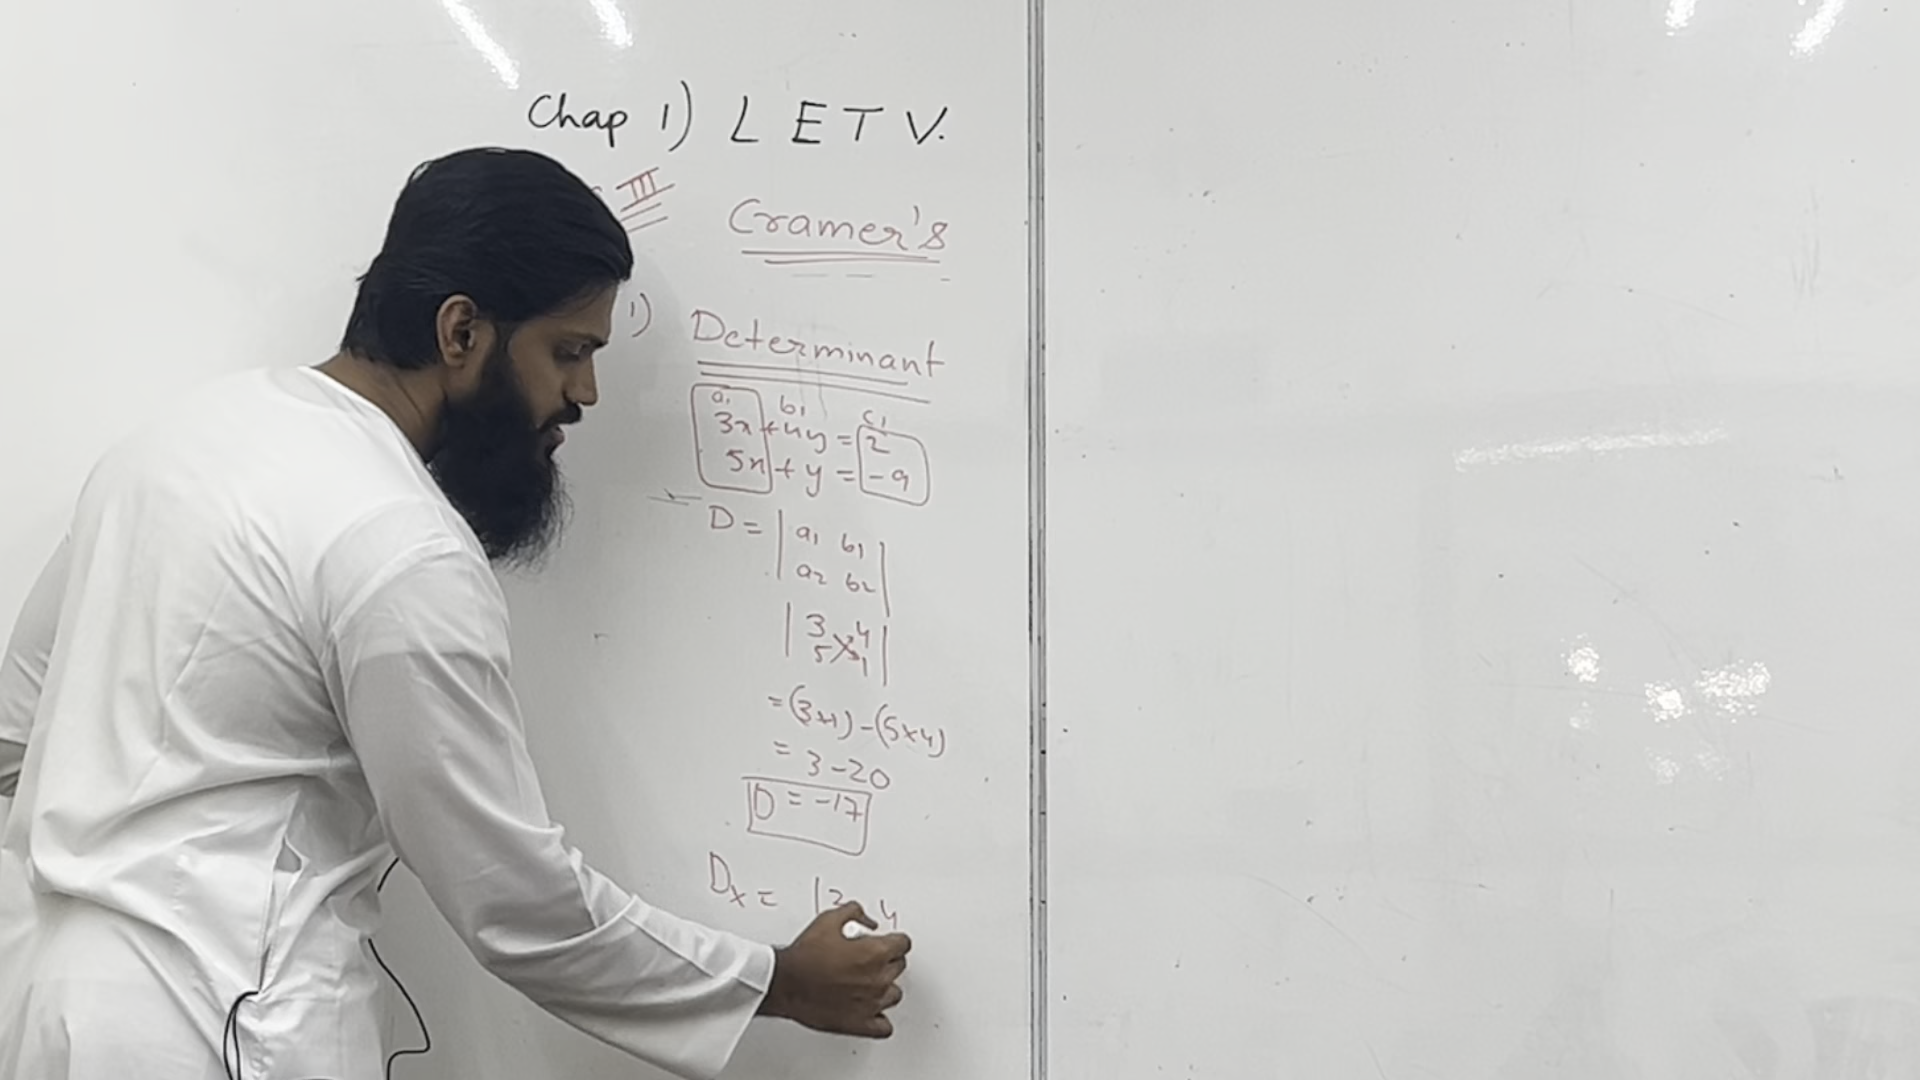 Chap 1) L E T V.
III
Cramer's
1) Determinant
a1 b1 c1
3x + 4y = 2
5x + y = -9
D = | a1 b1 |
| a2 b2 |
| 3 4 |
| 5 1 |
= (3×1) - (5×4)
= 3 - 20
D = -17
Dx = | 2 4